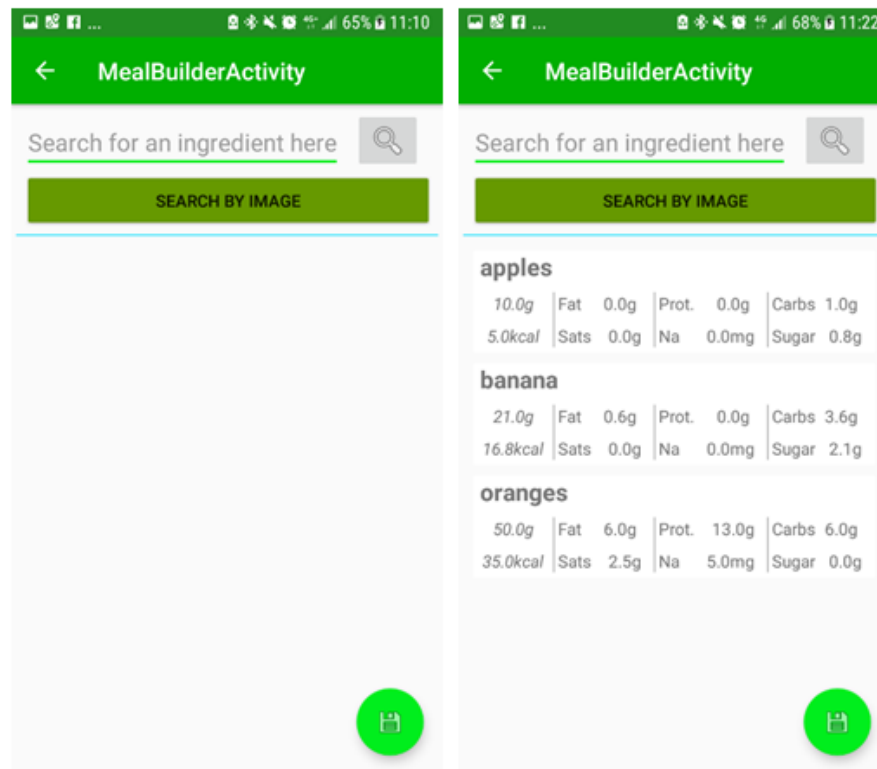 ... 65% 11:10
MealBuilderActivity
Search for an ingredient here
SEARCH BY IMAGE
... 68% 11:22
MealBuilderActivity
Search for an ingredient here
SEARCH BY IMAGE
apples
10.0g Fat 0.0g Prot. 0.0g Carbs 1.0g
5.0kcal Sats 0.0g Na 0.0mg Sugar 0.8g
banana
21.0g Fat 0.6g Prot. 0.0g Carbs 3.6g
16.8kcal Sats 0.0g Na 0.0mg Sugar 2.1g
oranges
50.0g Fat 6.0g Prot. 13.0g Carbs 6.0g
35.0kcal Sats 2.5g Na 5.0mg Sugar 0.0g